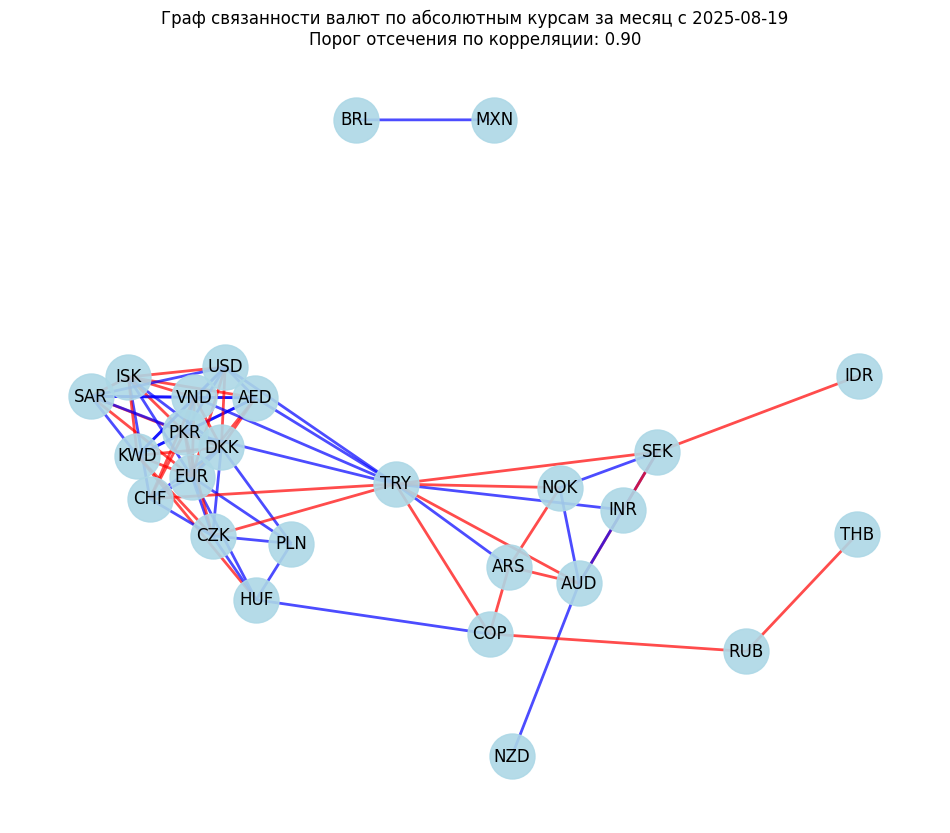 Граф связанности валют по абсолютным курсам за месяц с 2025-08-19
Порог отсечения по корреляции: 0.90
BRL
MXN
USD
ISK
IDR
SAR
VND
AED
PKR
DKK
SEK
KWD
EUR
TRY
NOK
CHF
INR
CZK
THB
PLN
ARS
AUD
HUF
COP
RUB
NZD